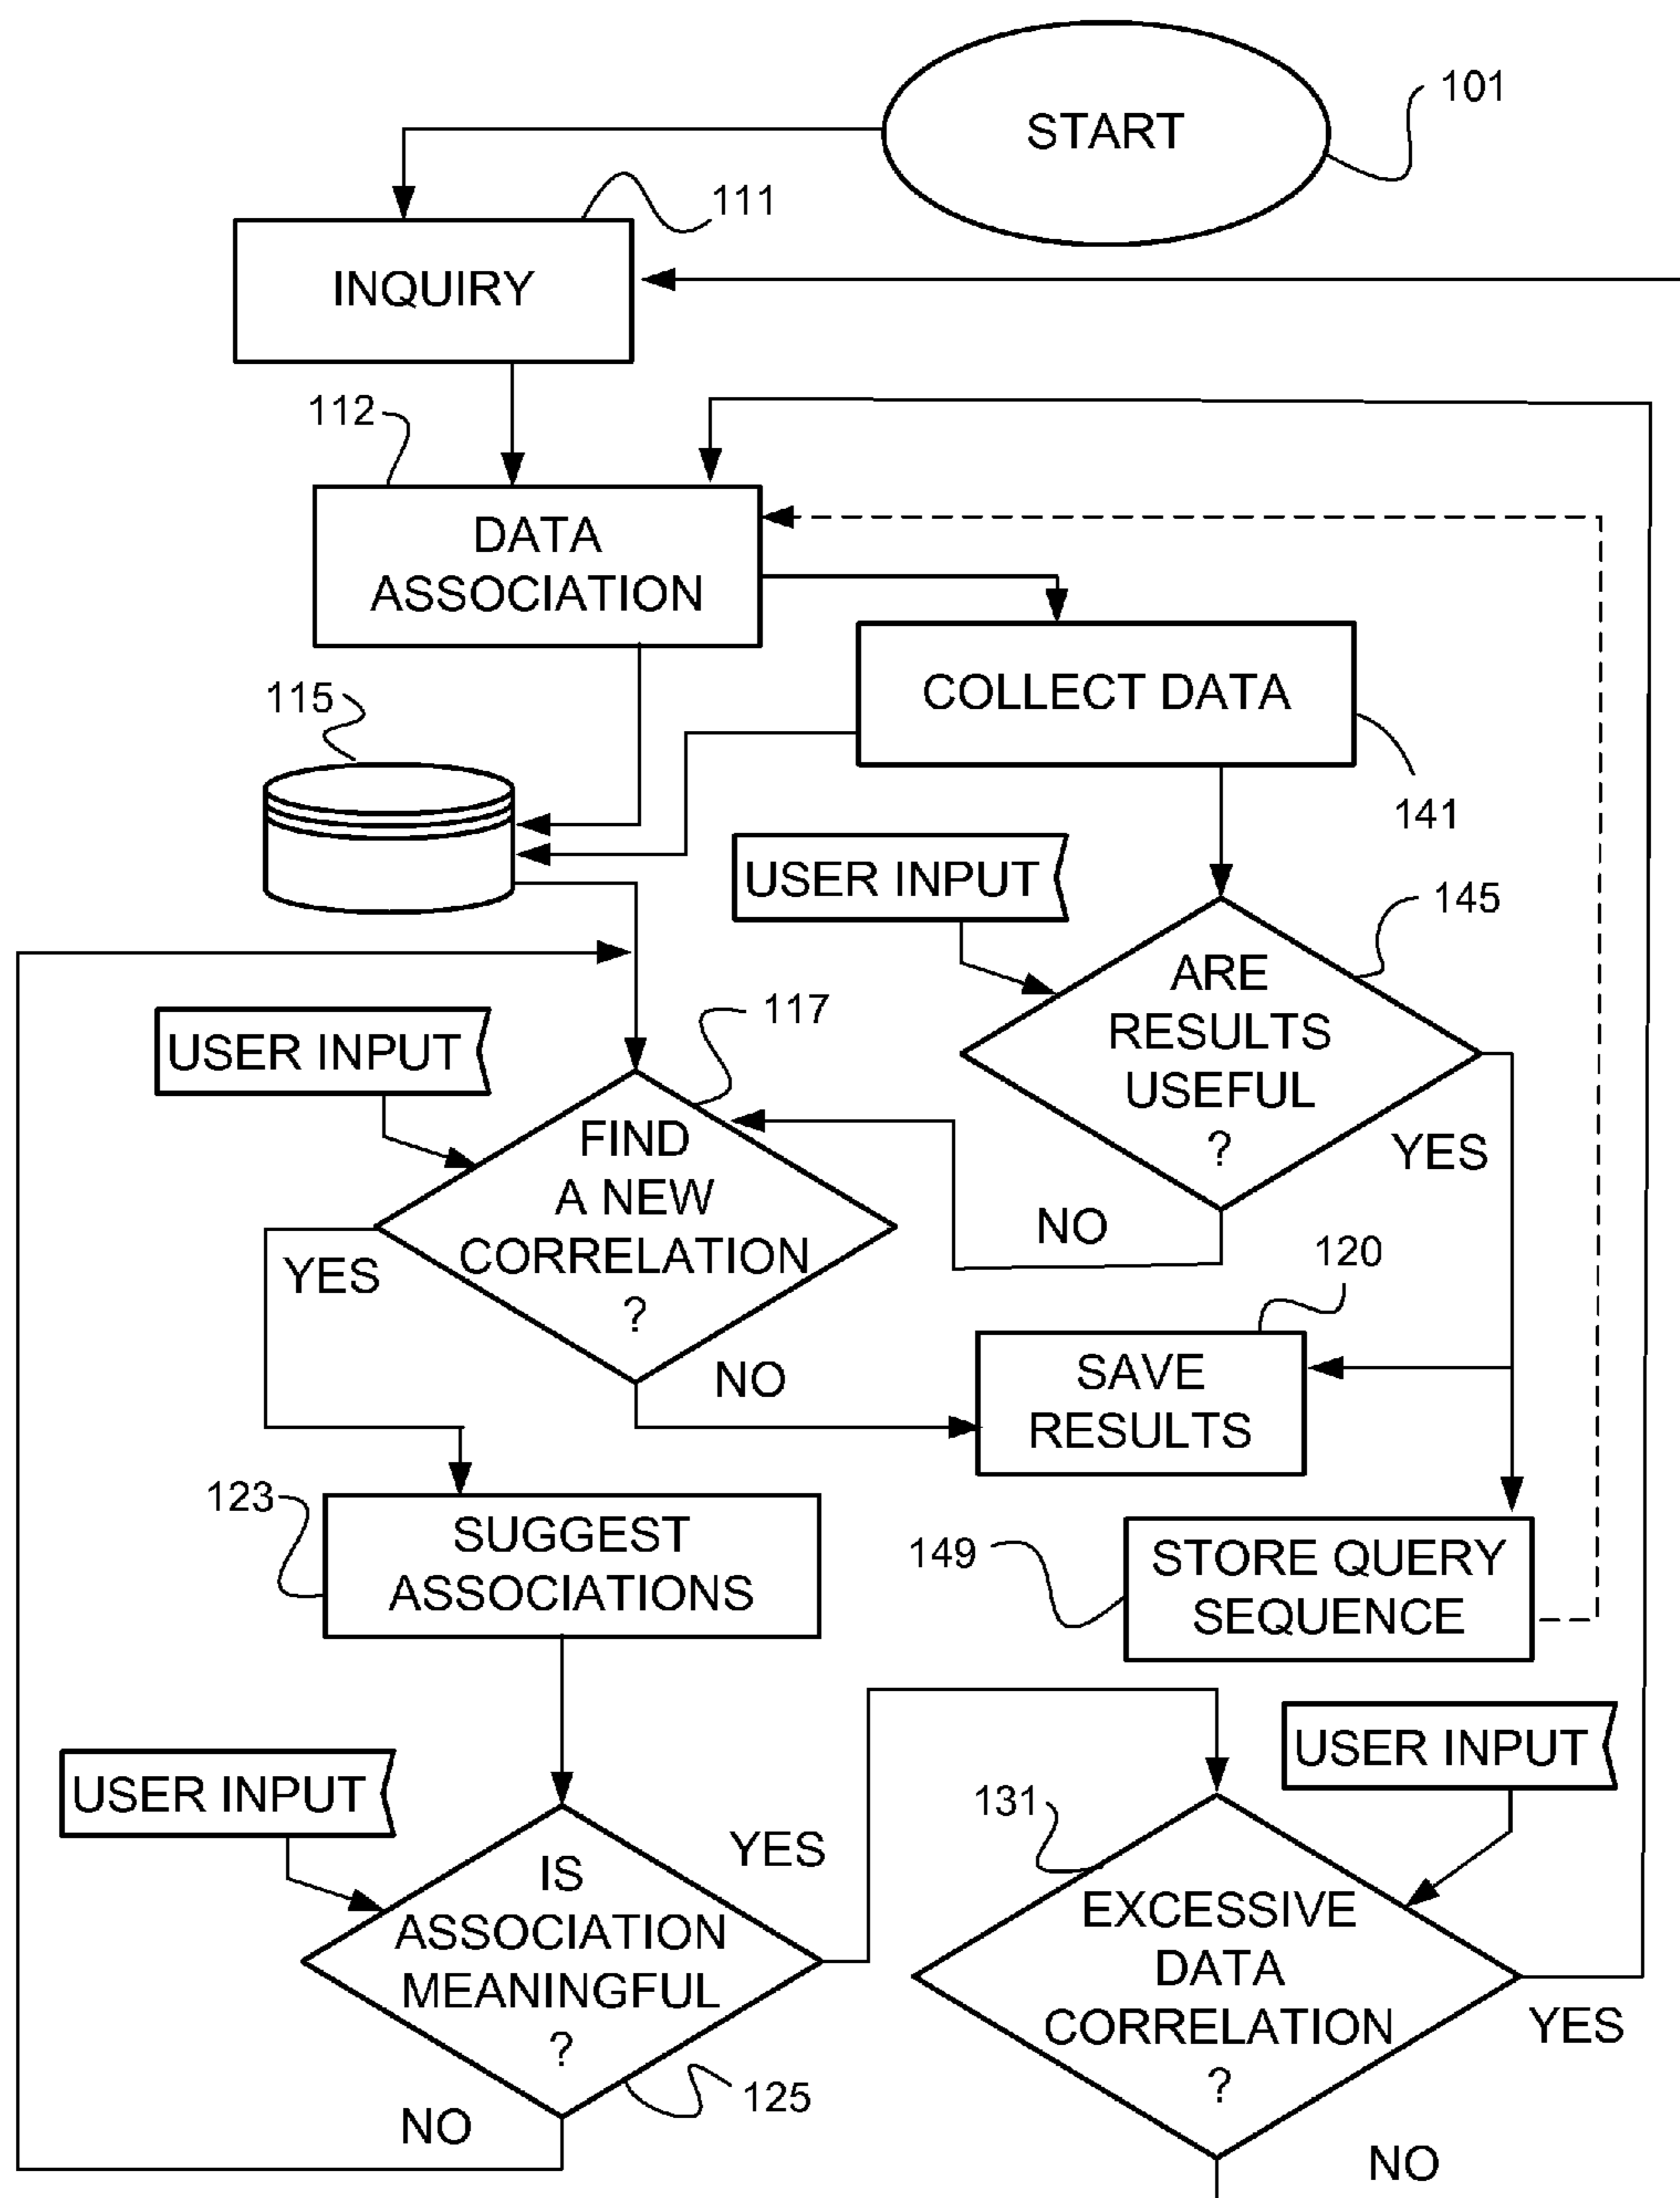 START
101
111
INQUIRY
112
DATA
ASSOCIATION
COLLECT DATA
141
115
USER INPUT
145
ARE
RESULTS
USEFUL
?
YES
NO
USER INPUT
117
FIND
A NEW
CORRELATION
?
YES
NO
120
SAVE
RESULTS
123
SUGGEST
ASSOCIATIONS
149
STORE QUERY
SEQUENCE
USER INPUT
IS
ASSOCIATION
MEANINGFUL
?
YES
125
NO
USER INPUT
131
EXCESSIVE
DATA
CORRELATION
?
YES
NO